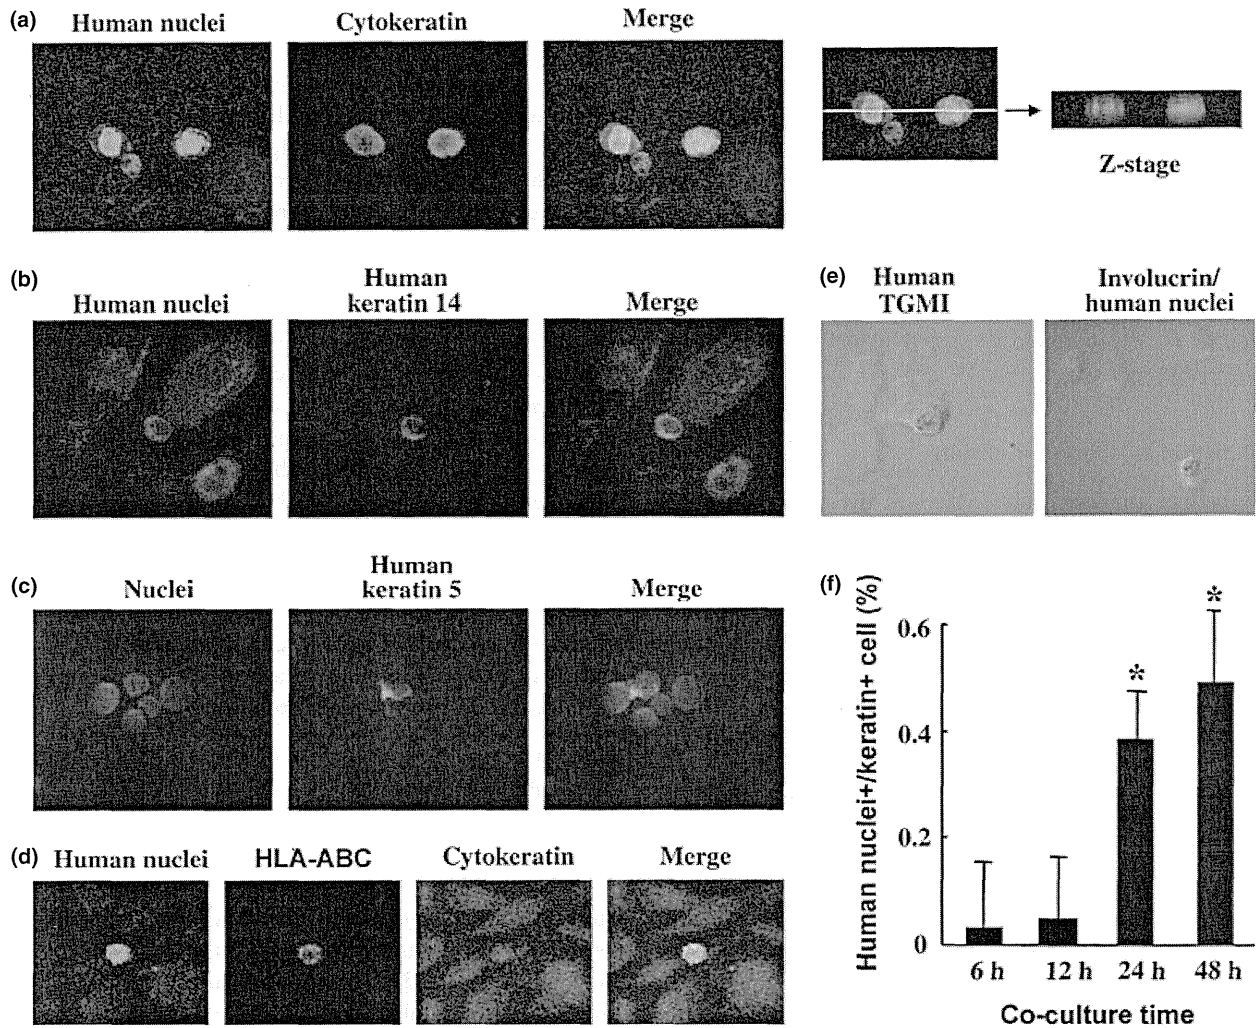 (a)
Human nuclei
Cytokeratin
Merge
Z-stage
(b)
Human nuclei
Human
keratin 14
Merge
(e)
Human
TGMI
Involucrin/
human nuclei
(c)
Nuclei
Human
keratin 5
Merge
(d)
Human nuclei
HLA-ABC
Cytokeratin
Merge
(f)
Human nuclei+/keratin+ cell (%)
0.6
0.4
0.2
0
*
*
6 h
12 h
24 h
48 h
Co-culture time